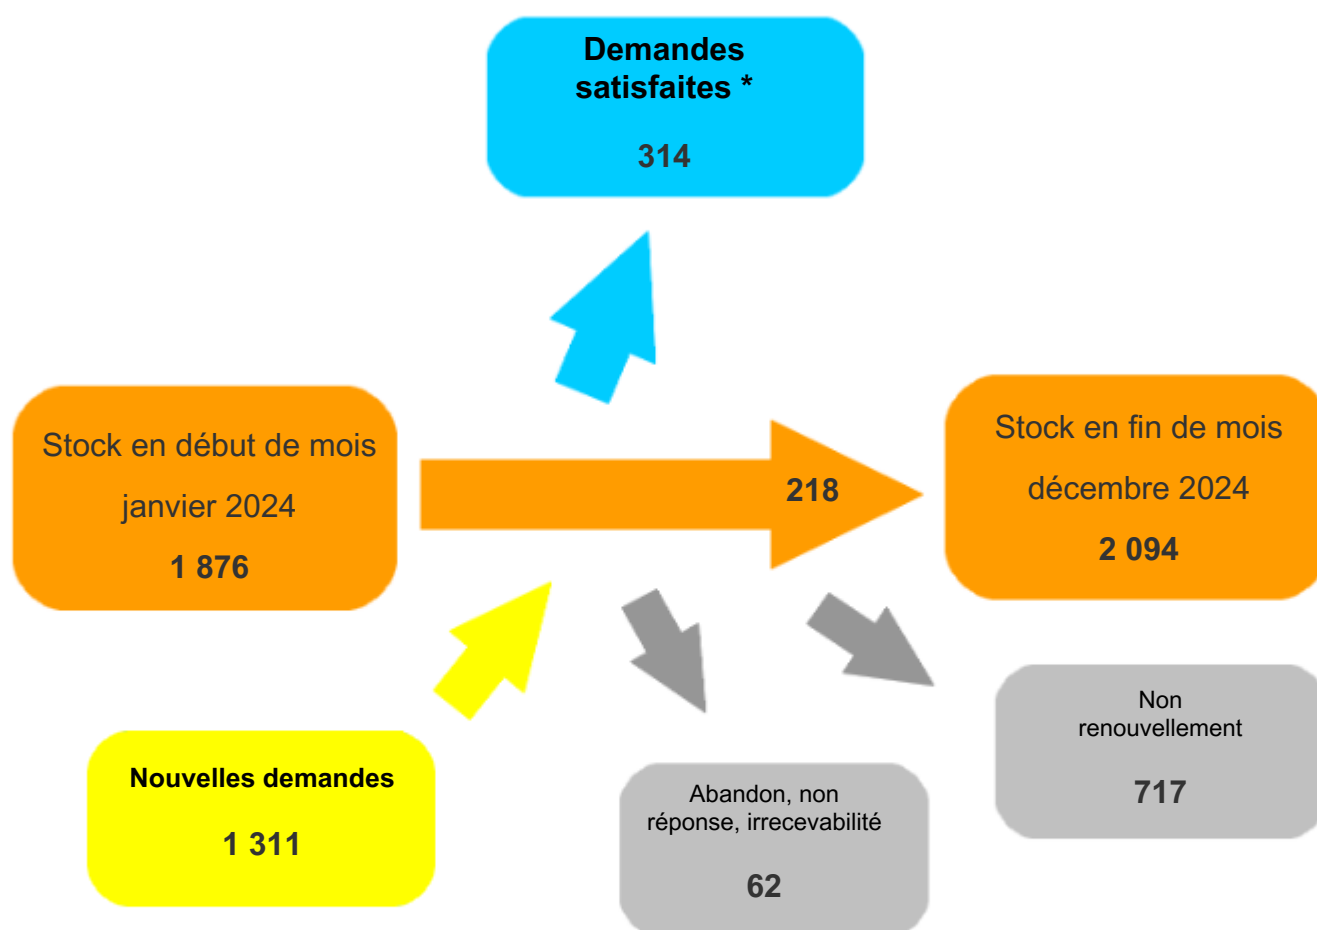 Demandes
satisfaites *
314
Stock en début de mois
janvier 2024
1 876
218
Stock en fin de mois
décembre 2024
2 094
Nouvelles demandes
1 311
Abandon, non
réponse, irrecevabilité
62
Non
renouvellement
717